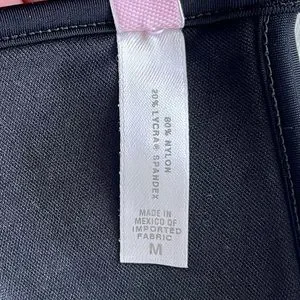 80% NYLON
20% LYCRA® SPANDEX
MADE IN
MEXICO OF
IMPORTED
FABRIC
M